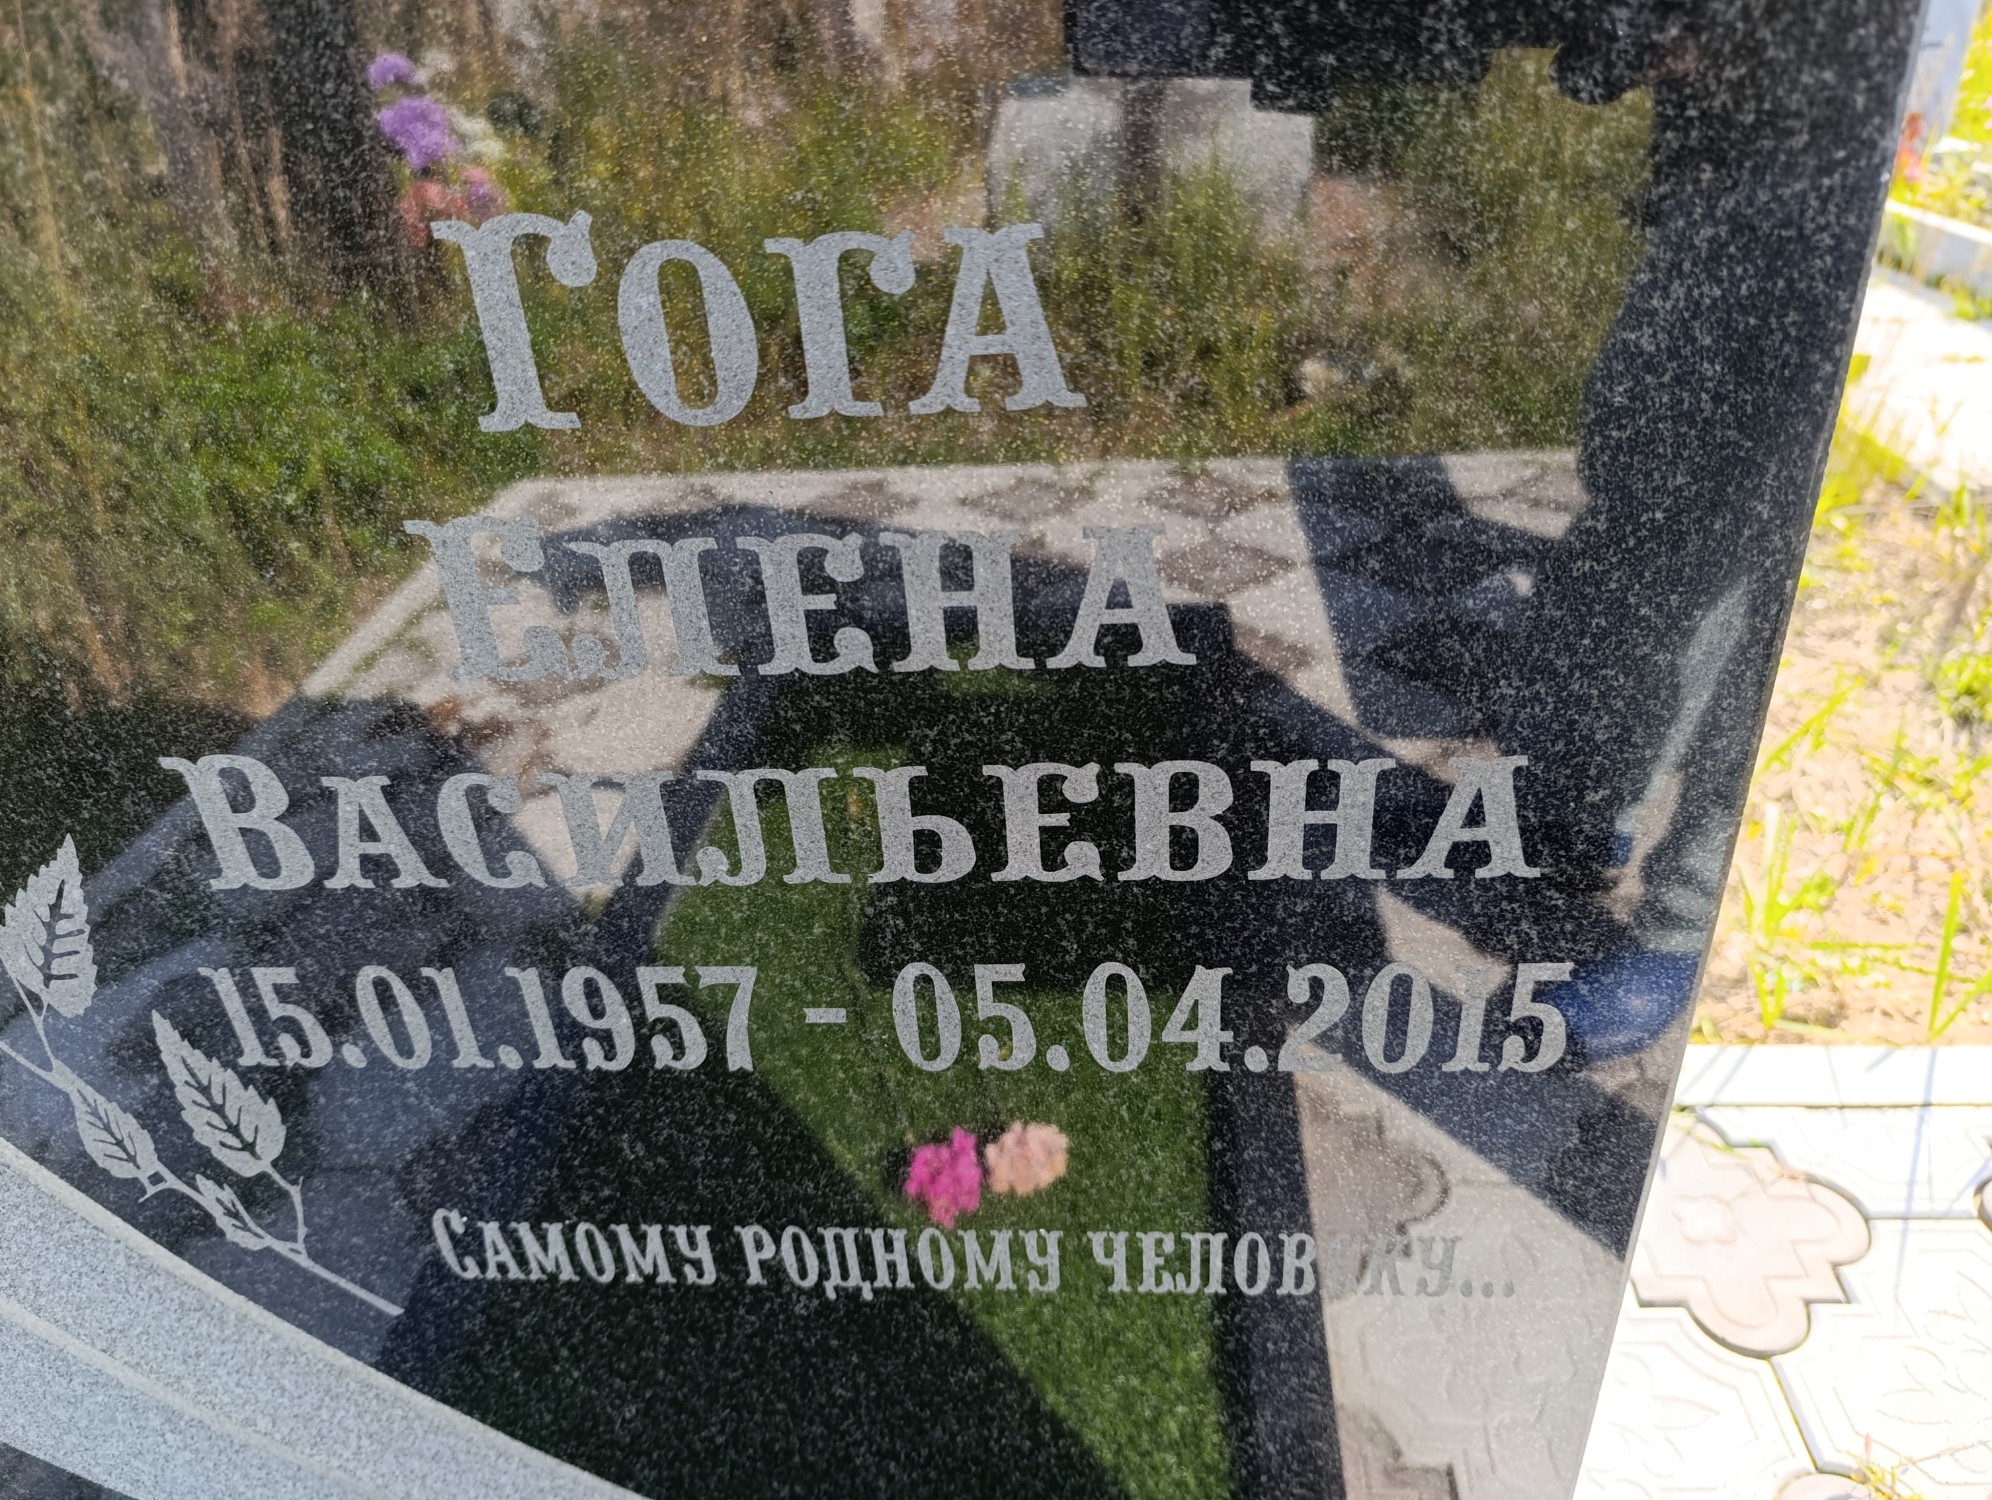 Гога
Елена
Васильевна
15.01.1957 - 05.04.2015
Самому родному человеку...